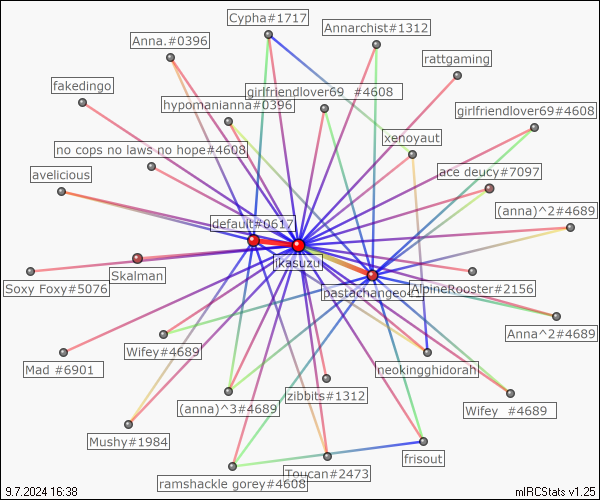 Cypha#1717
Annarchist#1312
Anna.#0396
rattgaming
fakedingo
girlfriendlover69 #4608
hypomanianna#0396
girlfriendlover69#4608
xenoyaut
no cops no laws no hope#4608
ace deucy#7097
avelicious
(anna)^2#4689
default#0617
jkasuzu
Skalman
Soxy Foxy#5076
AlpineRooster#2156
Anna^2#4689
Wifey#4689
Mad #6901
neokingghidorah
zibbits#1312
(anna)^3#4689
Wifey #4689
Mushy#1984
frisout
Toucan#2473
ramshackle gorey#4608
9.7.2024 16:38
mIRCStats v1.25